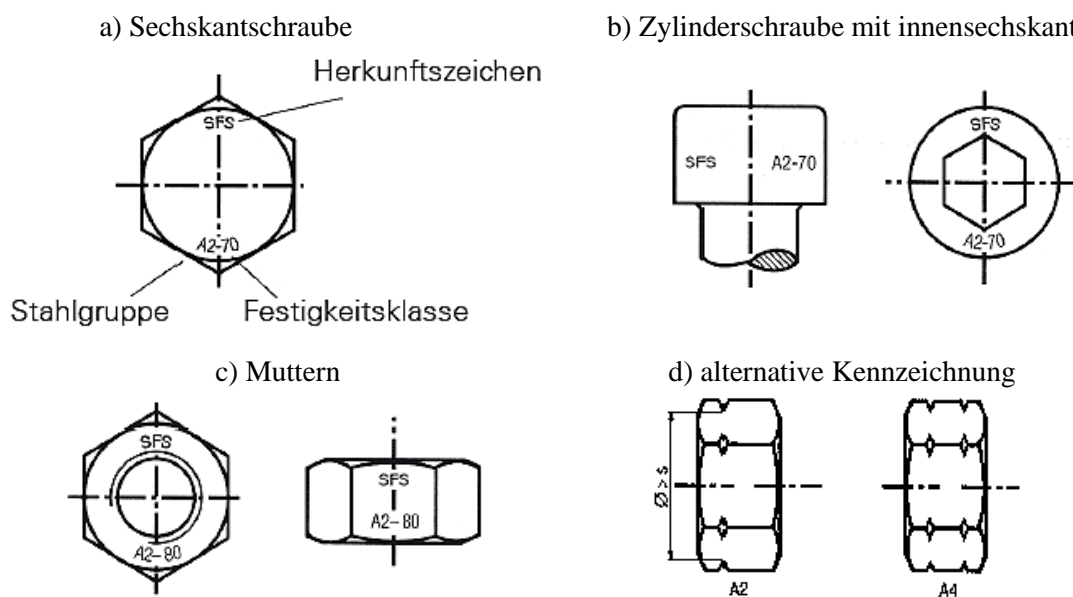 a) Sechskantschraube
b) Zylinderschraube mit innensechskant
Herkunftszeichen
SFS
A2-70
Stahlgruppe
Festigkeitsklasse
SFS
A2-70
SFS
A2-70
c) Muttern
d) alternative Kennzeichnung
SFS
A2-80
SFS
A2-80
Ø>s
A2
A4